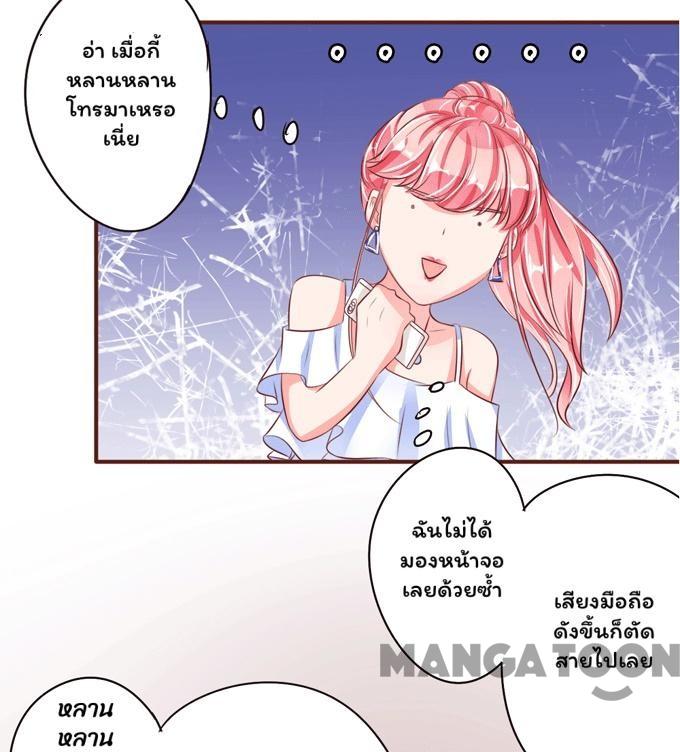 อ่า เมื่อกี้
หลานหลาน
โทรมาเหรอ
เนี่ย
ฉันไม่ได้
มองหน้าจอ
เลยด้วยซ้ำ
เสียงมือถือ
ดังขึ้นก็ตัด
สายไปเลย
MANGATOON
หลาน
หลาน